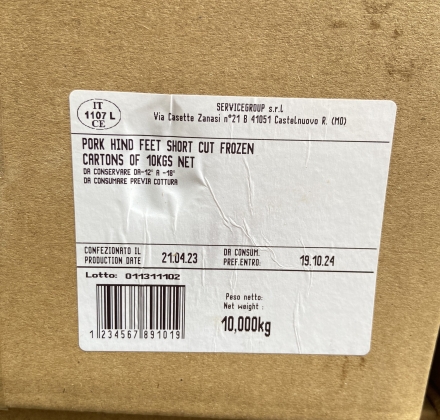 IT
1107 L
CE
SERVICEGROUP s.r.l
Via Casette Zanasi n°21 B 41051 Castelnuovo R. (MO)
PORK HIND FEET SHORT CUT FROZEN
CARTONS OF 10KGS NET
DA CONSERVARE DA-12° A -18°
DA CONSUMARE PREVIA COTTURA
CONFEZIONATO IL
PRODUCTION DATE 21.04.23
DA CONSUM.
PREF.ENTRO: 19.10.24
Lotto: 011311102
Peso netto:
Net weight :
10,000kg
1 234567 891019